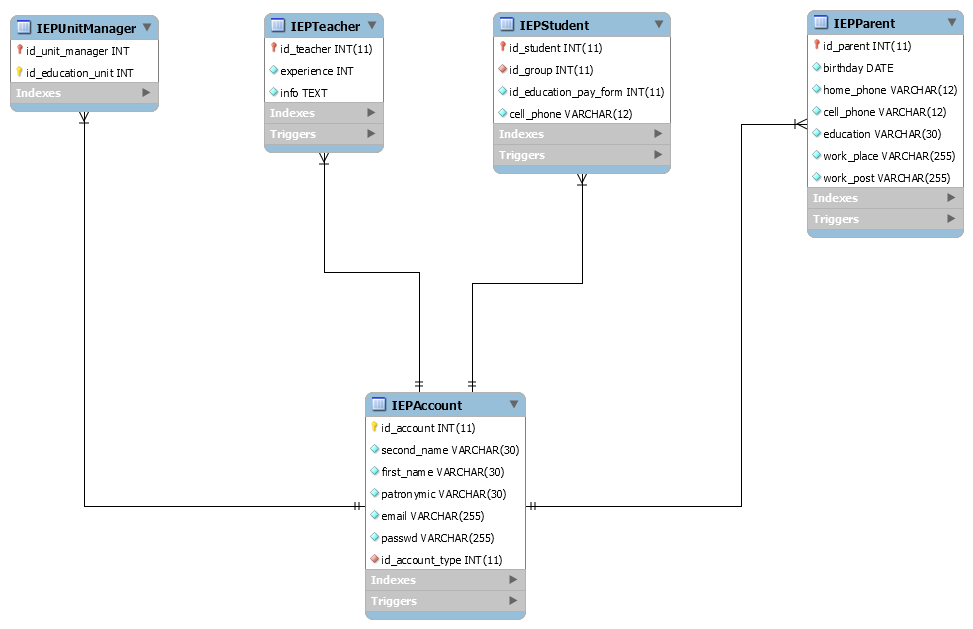 IEPUnitManager
id_unit_manager INT
id_education_unit INT
Indexes
IEPTeacher
id_teacher INT(11)
experience INT
info TEXT
Indexes
Triggers
IEPStudent
id_student INT(11)
id_group INT(11)
id_education_pay_form INT(11)
cell_phone VARCHAR(12)
Indexes
Triggers
IEPParent
id_parent INT(11)
birthday DATE
home_phone VARCHAR(12)
cell_phone VARCHAR(12)
education VARCHAR(30)
work_place VARCHAR(255)
work_post VARCHAR(255)
Indexes
Triggers
IEPAccount
id_account INT(11)
second_name VARCHAR(30)
first_name VARCHAR(30)
patronymic VARCHAR(30)
email VARCHAR(255)
passwd VARCHAR(255)
id_account_type INT(11)
Indexes
Triggers